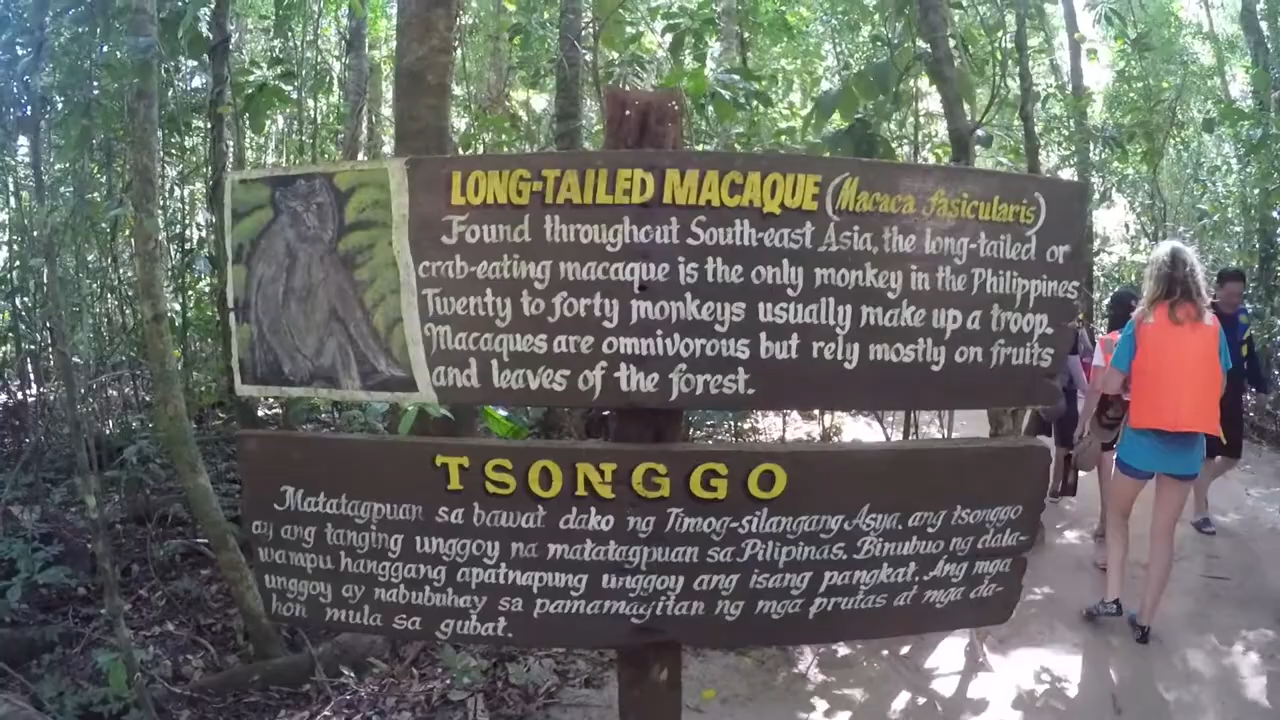 LONG-TAILED MACAQUE (Macaca fasicularis)
Found throughout South-east Asia, the long-tailed or
crab-eating macaque is the only monkey in the Philippines
Twenty to forty monkeys usually make up a troop.
Macaques are omnivorous but rely mostly on fruits
and leaves of the forest.
TSONGGO
Matatagpuan sa bawat dako ng Timog-silangang Asya, ang tsonggo
ay ang tanging unggoy na matatagpuan sa Pilipinas. Binubuo ng dala-
wampu hanggang apatnapung unggoy ang isang pangkat. Ang mga
unggoy ay nabubuhay sa pamamagitan ng mga prutas at mga da-
hon mula sa gubat.